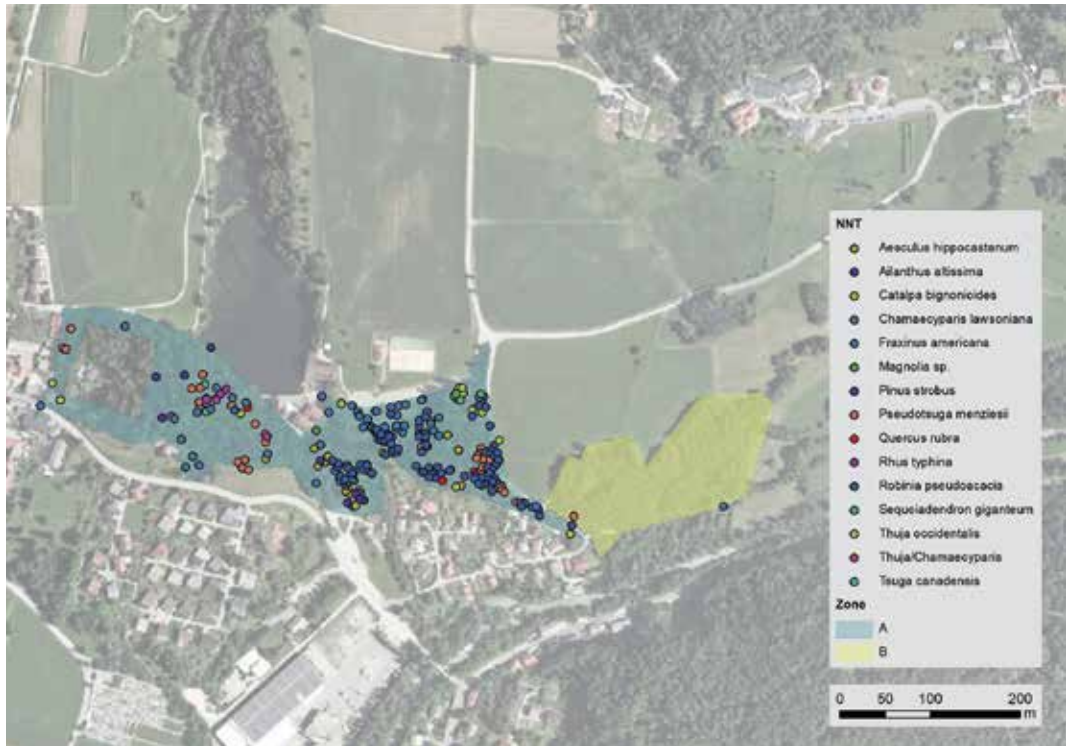 NNT
Aesculus hippocastanum
Ailanthus altissima
Catalpa bignonioides
Chamaecyparis lawsoniana
Fraxinus americana
Magnolia sp.
Pinus strobus
Pseudotsuga menziesii
Quercus rubra
Rhus typhina
Robinia pseudoacacia
Sequoiadendron giganteum
Thuja occidentalis
Thuja/Chamaecyparis
Tsuga canadensis
Zone
A
B
0 50 100 200
m